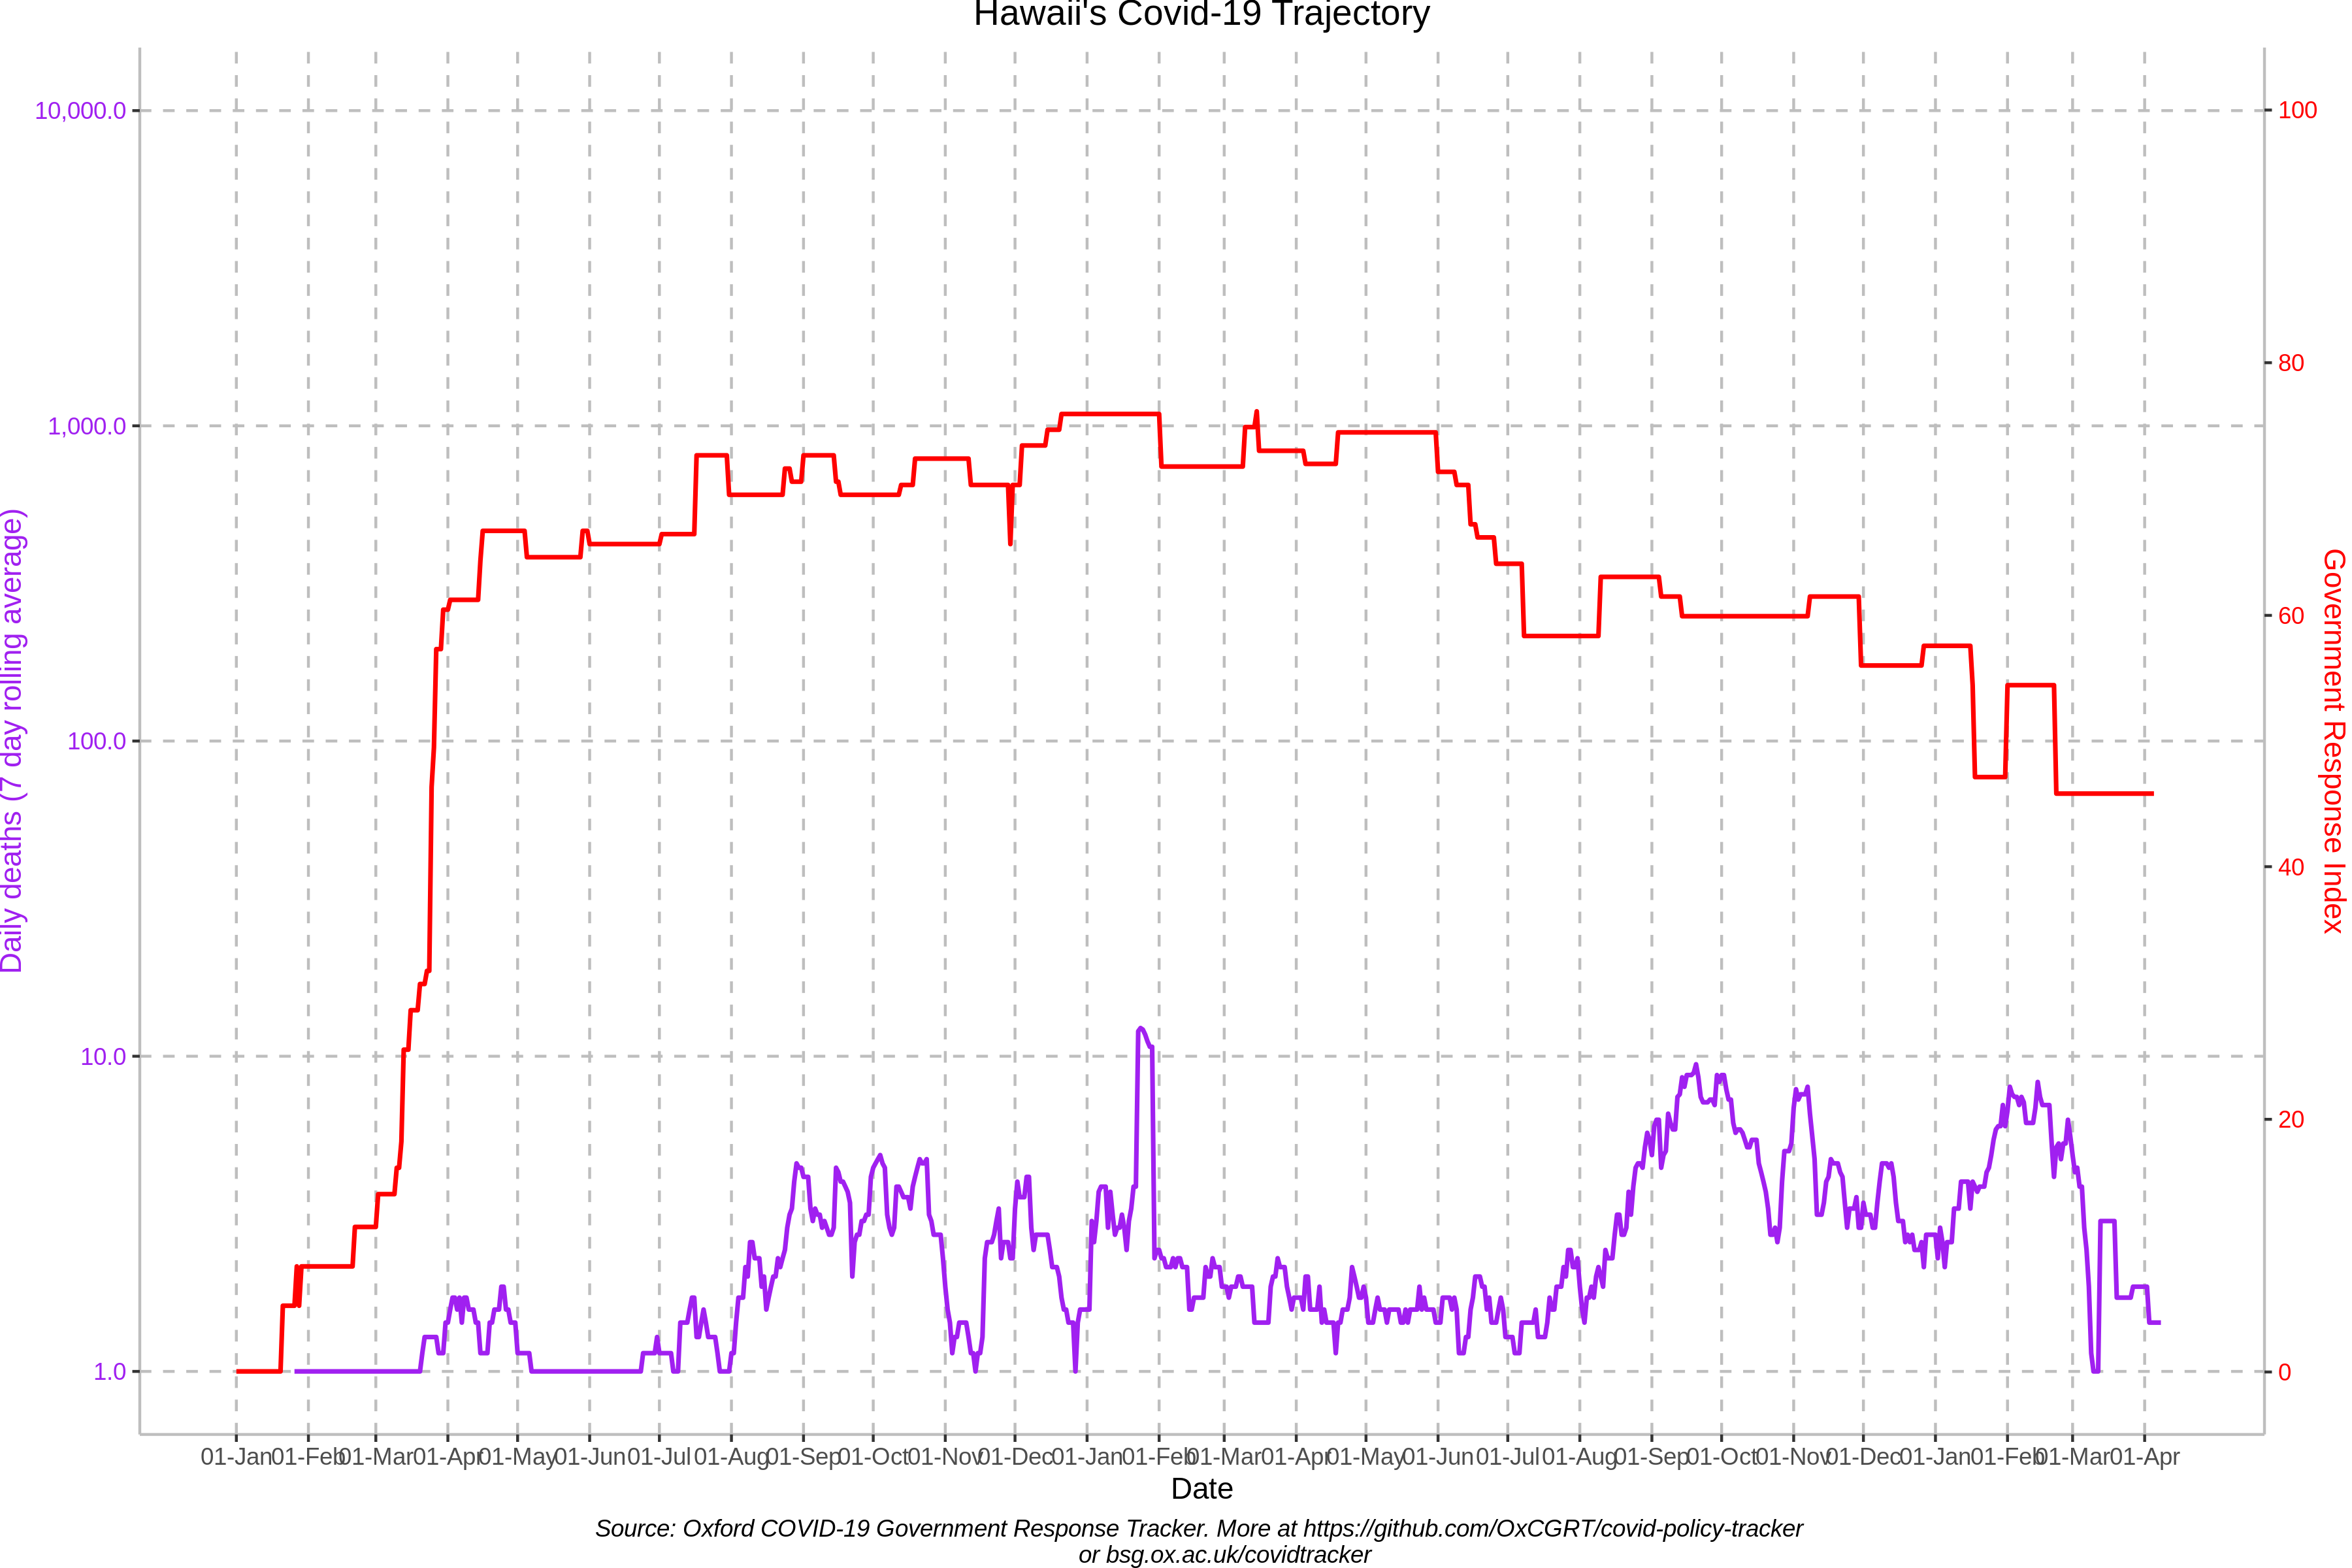 Hawaii's Covid-19 Trajectory
10,000.0
1,000.0
100.0
10.0
1.0
Daily deaths (7 day rolling average)
100
80
60
40
20
0
Government Response Index
01-Jan 01-Feb 01-Mar 01-Apr 01-May 01-Jun 01-Jul 01-Aug 01-Sep 01-Oct 01-Nov 01-Dec 01-Jan 01-Feb 01-Mar 01-Apr 01-May 01-Jun 01-Jul 01-Aug 01-Sep 01-Oct 01-Nov 01-Dec 01-Jan 01-Feb 01-Mar 01-Apr
Date
Source: Oxford COVID-19 Government Response Tracker. More at https://github.com/OxCGRT/covid-policy-tracker
or bsg.ox.ac.uk/covidtracker